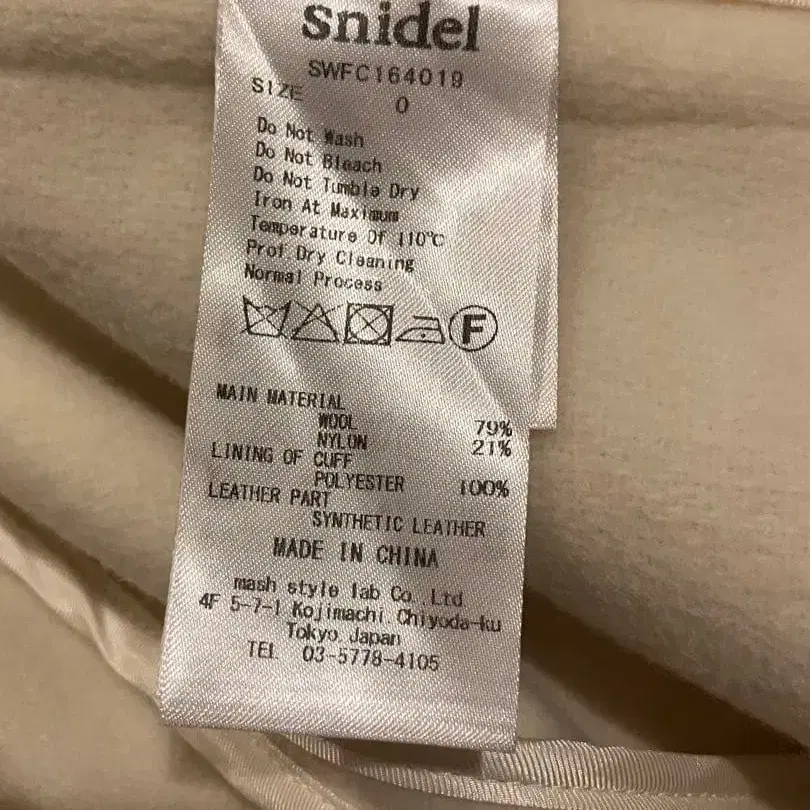 snidel
SWFC164019
SIZE 0
Do Not Wash
Do Not Bleach
Do Not Tumble Dry
Iron At Maximum
Temperature Of 110℃
Prof Dry Cleaning
Normal Process
F
MAIN MATERIAL
WOOL 79%
NYLON 21%
LINING OF CUFF
POLYESTER 100%
LEATHER PART
SYNTHETIC LEATHER
MADE IN CHINA
mash style lab Co.,Ltd
4F 5-7-1 Kojimachi Chiyoda-ku
Tokyo Japan
TEL 03-5778-4105